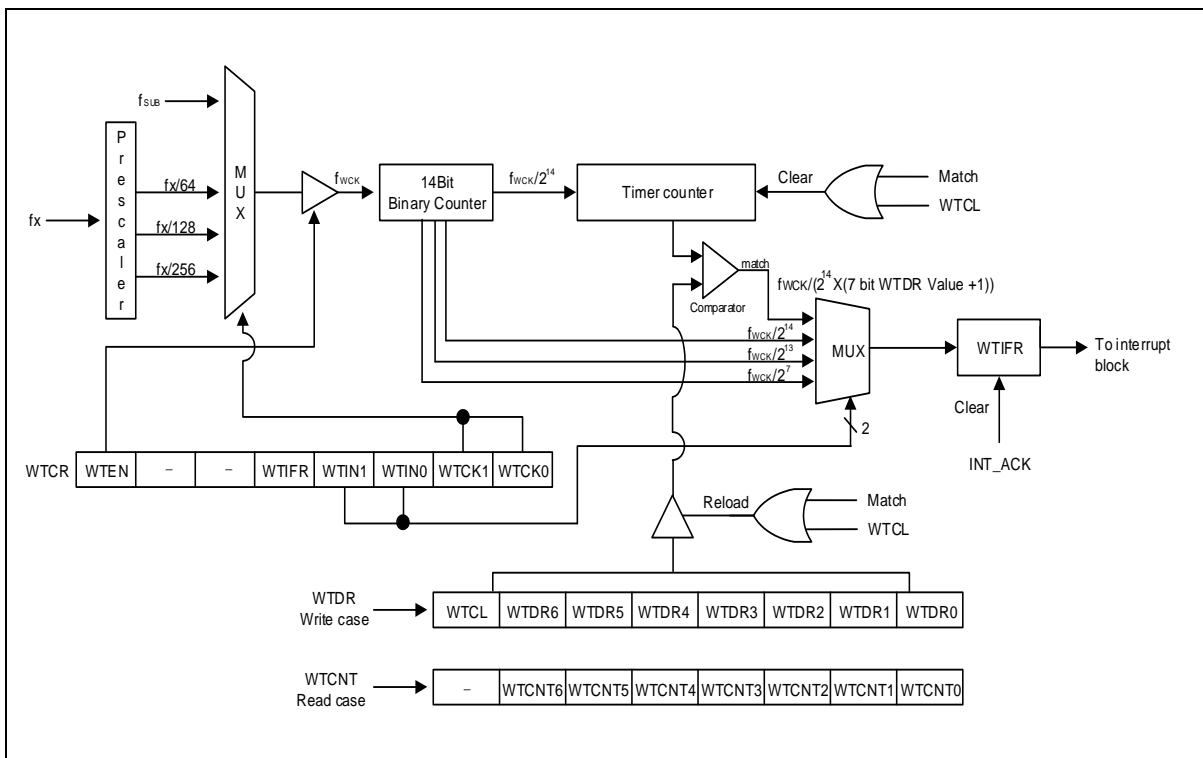 fSUB
Prescaler
fx
fx/64
fx/128
fx/256
MUX
fWCK
14Bit
Binary Counter
fWCK/2^14
Timer counter
Clear
Match
WTCL
Comparator
match
fWCK/(2^14 X(7 bit WTDR Value +1))
fWCK/2^14
fWCK/2^13
fWCK/2^7
MUX
2
WTIFR
To interrupt
block
Clear
INT_ACK
WTCR WTEN – – WTIFR WTIN1 WTIN0 WTCK1 WTCK0
Reload
Match
WTCL
WTDR
Write case
WTCL WTDR6 WTDR5 WTDR4 WTDR3 WTDR2 WTDR1 WTDR0
WTCNT
Read case
– WTCNT6 WTCNT5 WTCNT4 WTCNT3 WTCNT2 WTCNT1 WTCNT0